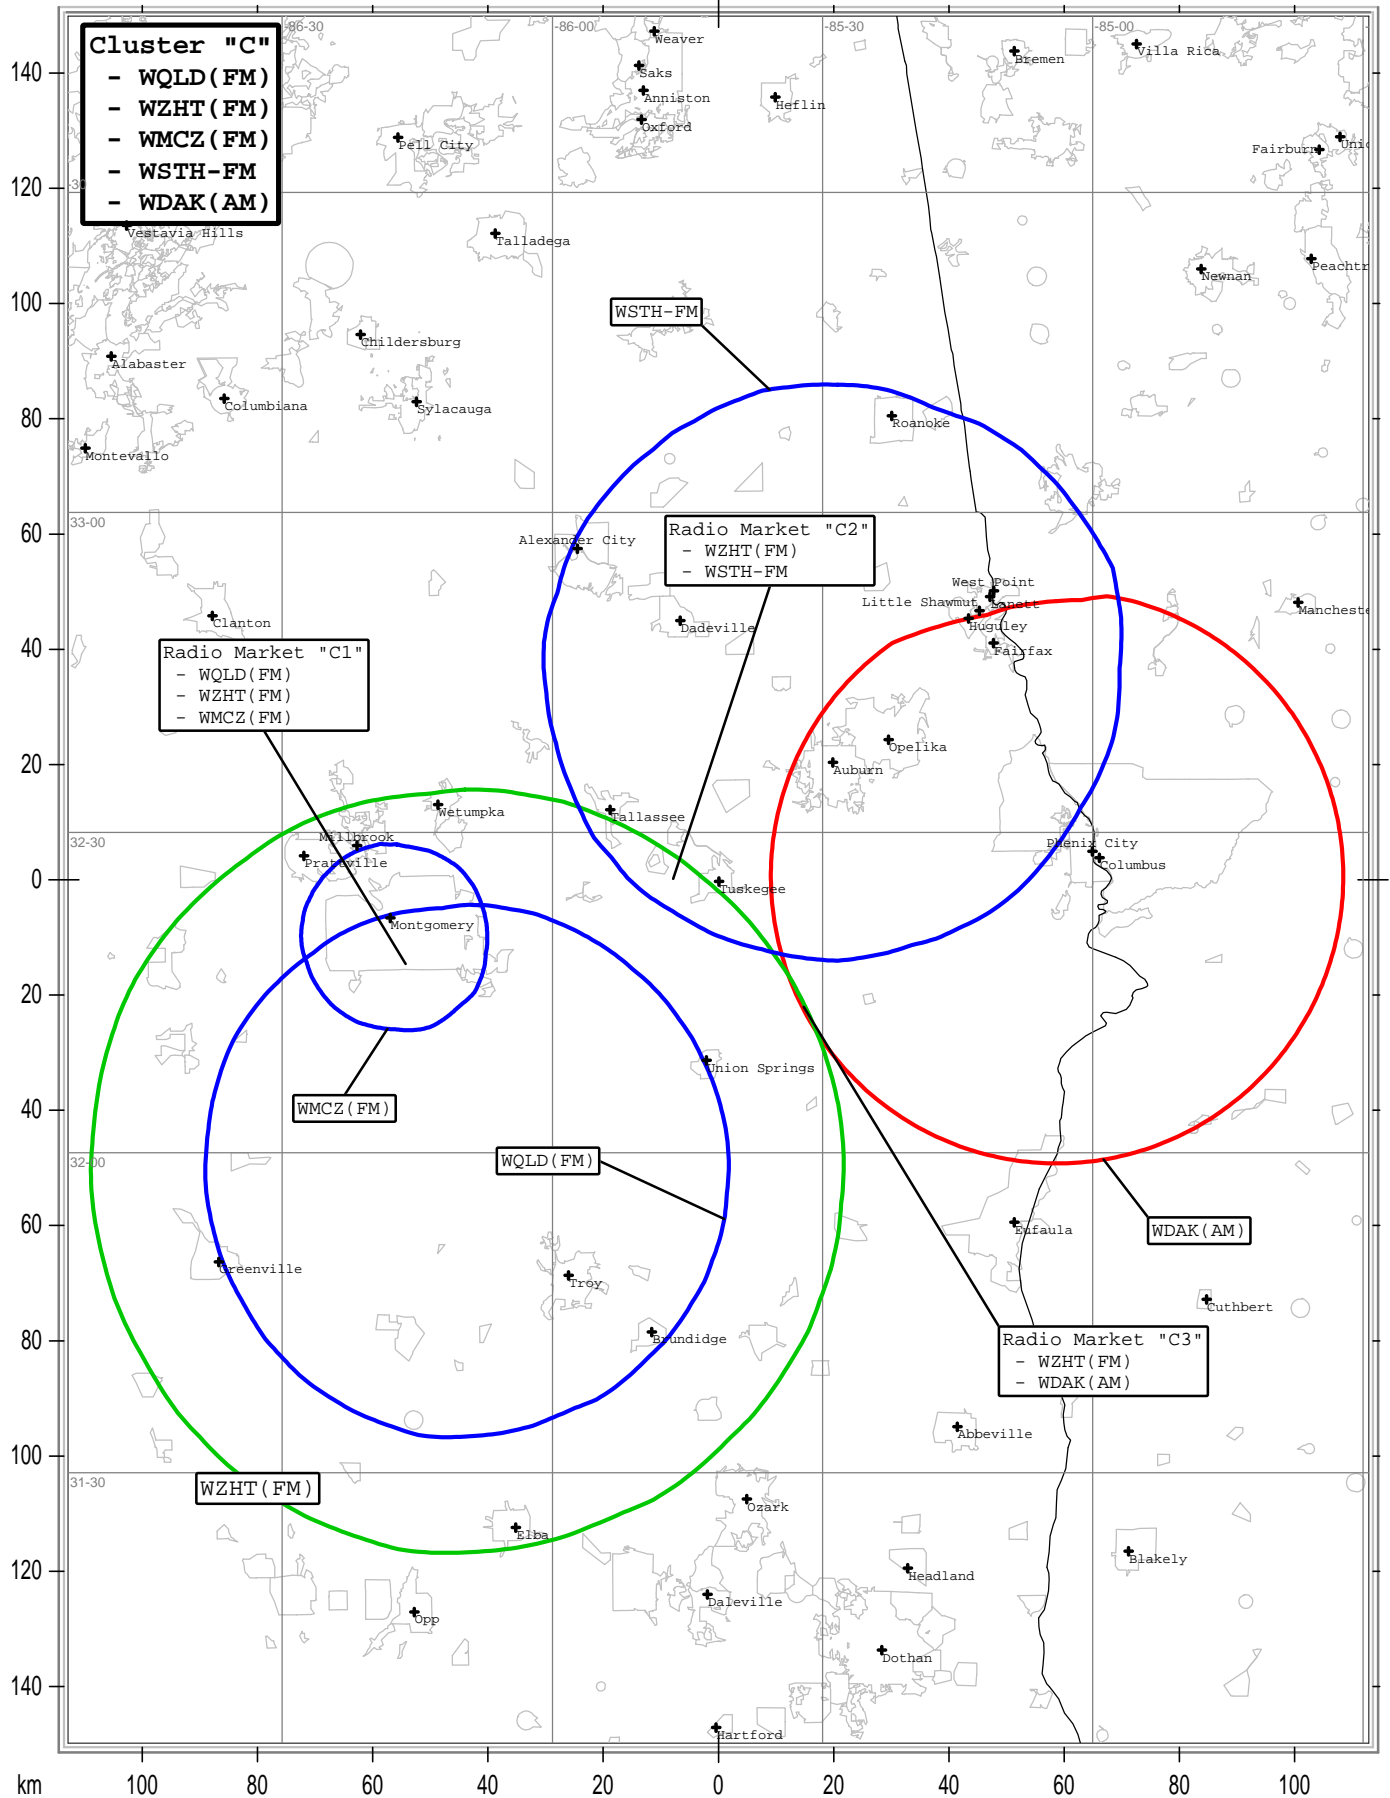 -86-30
-86-00
-85-30
-85-00
Cluster "C"
- WQLD(FM)
- WZHT(FM)
- WMCZ(FM)
- WSTH-FM
- WDAK(AM)
Weaver
Saks
Anniston
Oxford
Pell City
Heflin
Bremen
Villa Rica
Fairburn
Vestavia Hills
Talladega
Newnan
Peachtr
WSTH-FM
Childersburg
Alabaster
Columbiana
Sylacauga
Montevallo
Roanoke
33-00
Alexander City
Radio Market "C2"
- WZHT(FM)
- WSTH-FM
West Point
Little Shawmut
Lanett
Mancheste
Clanton
Dadeville
Huguley
Fairfax
Radio Market "C1"
- WQLD(FM)
- WZHT(FM)
- WMCZ(FM)
Opelika
Auburn
Wetumpka
Tallassee
32-30
Millbrook
Prattville
Phenix City
Columbus
Tuskegee
Montgomery
Union Springs
WMCZ(FM)
32-00
WQLD(FM)
Eufaula
WDAK(AM)
Greenville
Troy
Cuthbert
Brundidge
Radio Market "C3"
- WZHT(FM)
- WDAK(AM)
Abbeville
31-30
WZHT(FM)
Ozark
Elba
Blakely
Headland
Daleville
Opp
Dothan
Hartford
140
120
100
80
60
40
20
0
20
40
60
80
100
120
140
km 100 80 60 40 20 0 20 40 60 80 100